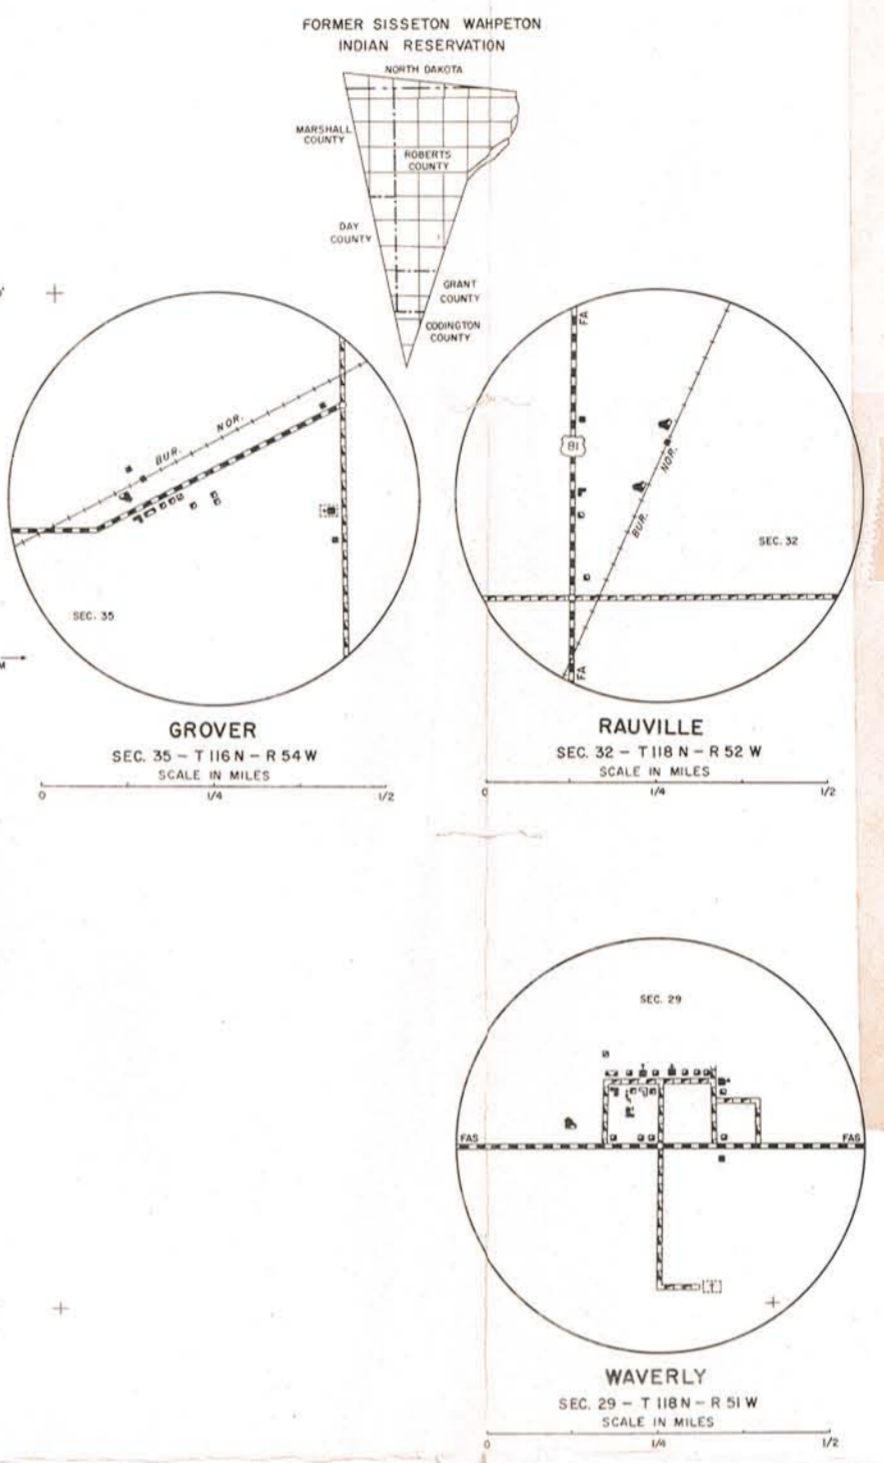 FORMER SISSETON WAHPETON
INDIAN RESERVATION
NORTH DAKOTA
MARSHALL
COUNTY
ROBERTS
COUNTY
DAY
COUNTY
GRANT
COUNTY
CODINGTON
COUNTY
BUR. NOR.
SEC. 35
GROVER
SEC. 35 – T 116 N – R 54 W
SCALE IN MILES
0 1/4 1/2
FA
81
BUR. NOR.
SEC. 32
FA
RAUVILLE
SEC. 32 – T 118 N – R 52 W
SCALE IN MILES
0 1/4 1/2
SEC. 29
FAS FAS
WAVERLY
SEC. 29 – T 118 N – R 51 W
SCALE IN MILES
0 1/4 1/2